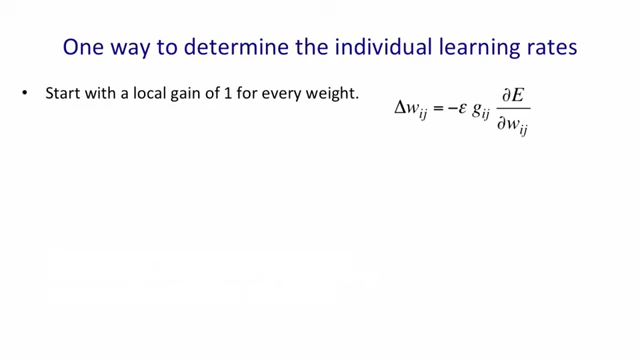 One way to determine the individual learning rates
• Start with a local gain of 1 for every weight.
Δw_ij = −ε g_ij ∂E/∂w_ij